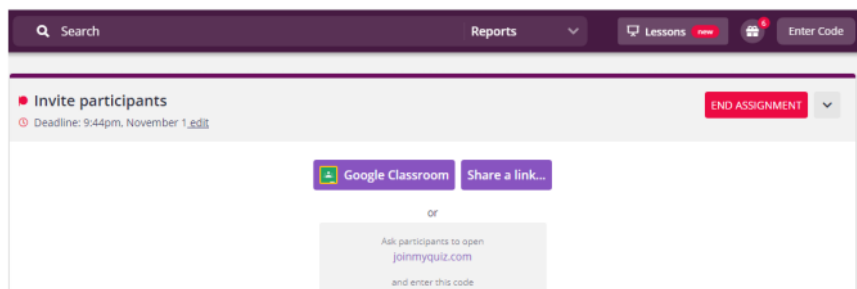 Search Reports Lessons new 6 Enter Code
Invite participants
END ASSIGNMENT
Deadline: 9:44pm, November 1 edit
Google Classroom Share a link...
or
Ask participants to open
joinmyquiz.com
and enter this code